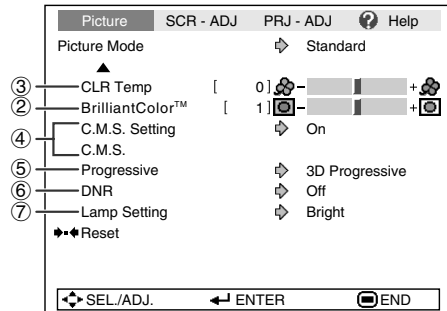 Picture SCR - ADJ PRJ - ADJ ? Help
Picture Mode Standard
③ CLR Temp [ 0] − +
② BrilliantColor™ [ 1] − +
④ C.M.S. Setting On
C.M.S.
⑤ Progressive 3D Progressive
⑥ DNR Off
⑦ Lamp Setting Bright
Reset
SEL./ADJ. ENTER END